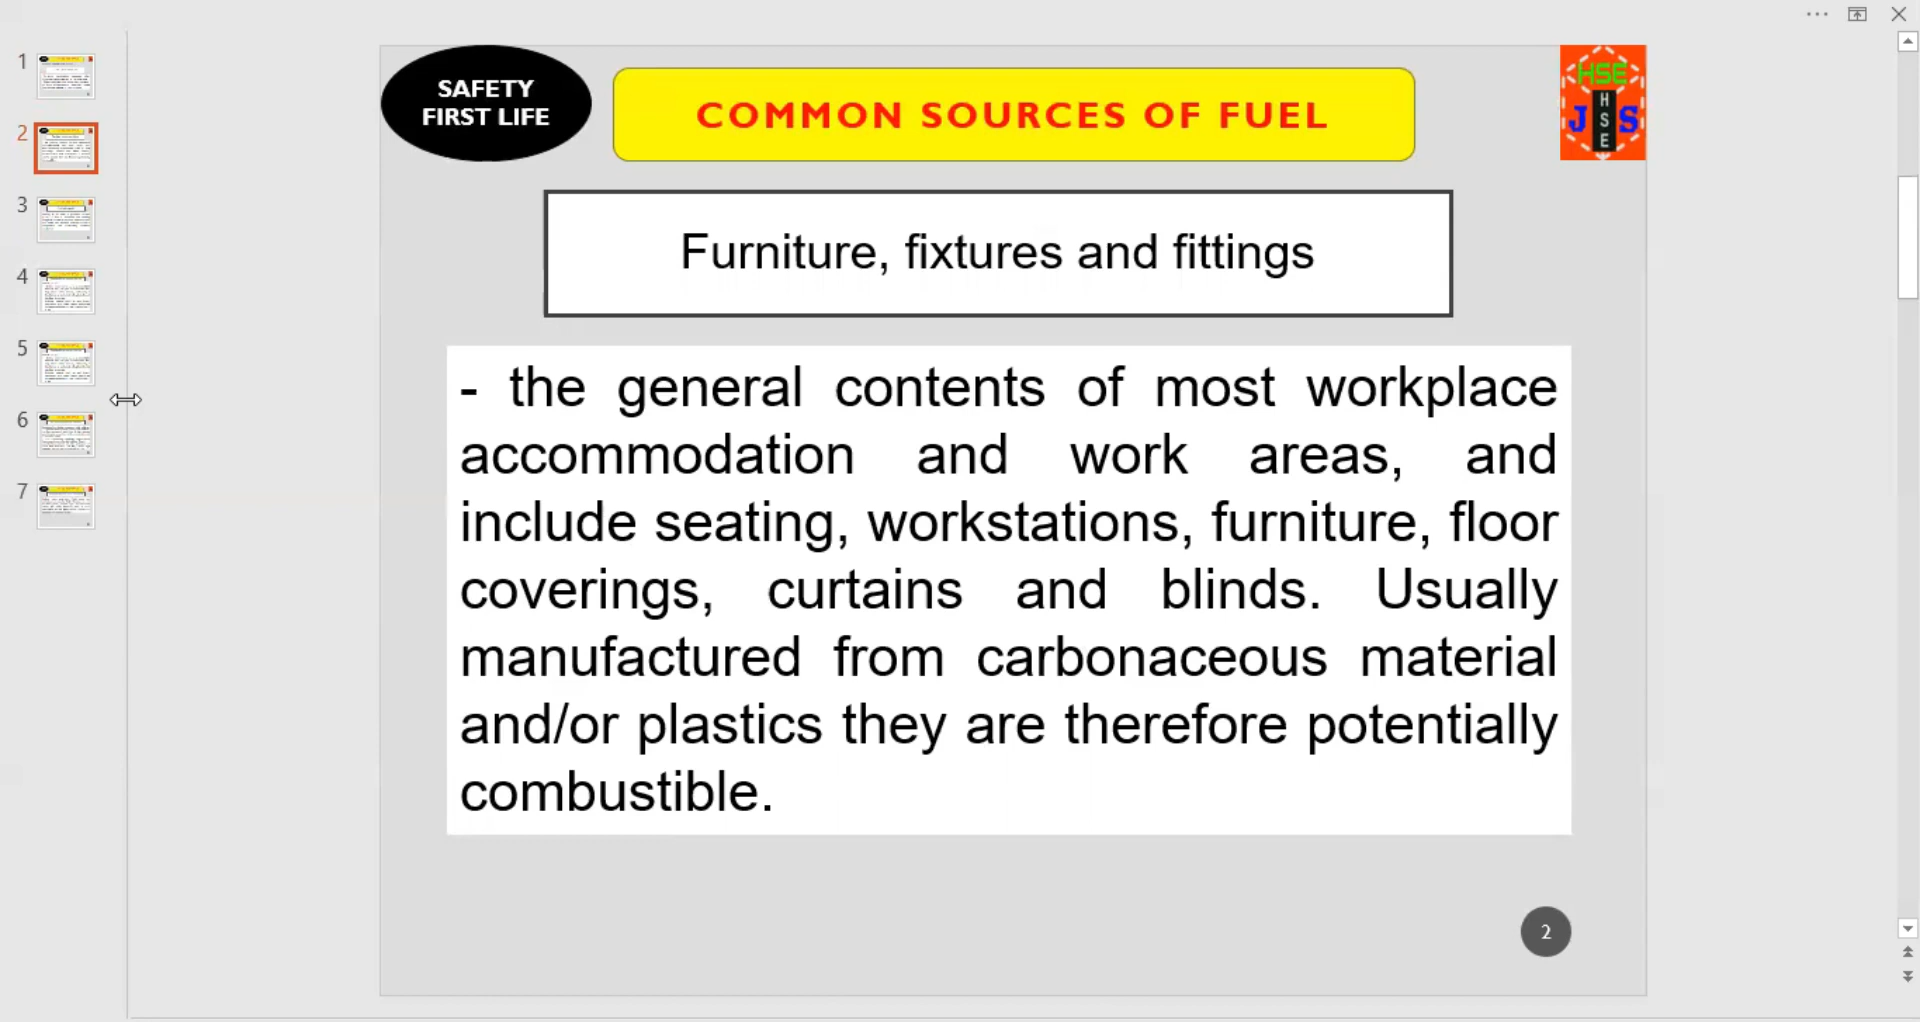 1
2
3
4
5
6
7
SAFETY
FIRST LIFE
COMMON SOURCES OF FUEL
HSE
J HSE S
Furniture, fixtures and fittings
- the general contents of most workplace
accommodation and work areas, and
include seating, workstations, furniture, floor
coverings, curtains and blinds. Usually
manufactured from carbonaceous material
and/or plastics they are therefore potentially
combustible.
2